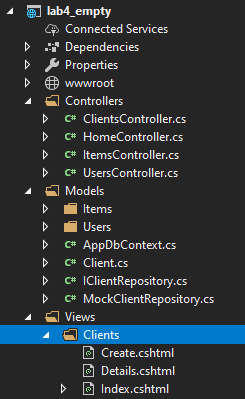 lab4_empty
Connected Services
Dependencies
Properties
wwwroot
Controllers
C# ClientsController.cs
C# HomeController.cs
C# ItemsController.cs
C# UsersController.cs
Models
Items
Users
C# AppDbContext.cs
C# Client.cs
C# IClientRepository.cs
C# MockClientRepository.cs
Views
Clients
Create.cshtml
Details.cshtml
Index.cshtml